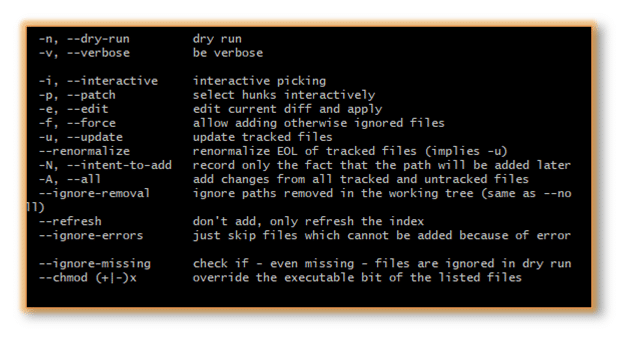 -n, --dry-run dry run
-v, --verbose be verbose
-i, --interactive interactive picking
-p, --patch select hunks interactively
-e, --edit edit current diff and apply
-f, --force allow adding otherwise ignored files
-u, --update update tracked files
--renormalize renormalize EOL of tracked files (implies -u)
-N, --intent-to-add record only the fact that the path will be added later
-A, --all add changes from all tracked and untracked files
--ignore-removal ignore paths removed in the working tree (same as --no
ll)
--refresh don't add, only refresh the index
--ignore-errors just skip files which cannot be added because of error
--ignore-missing check if - even missing - files are ignored in dry run
--chmod (+|-)x override the executable bit of the listed files